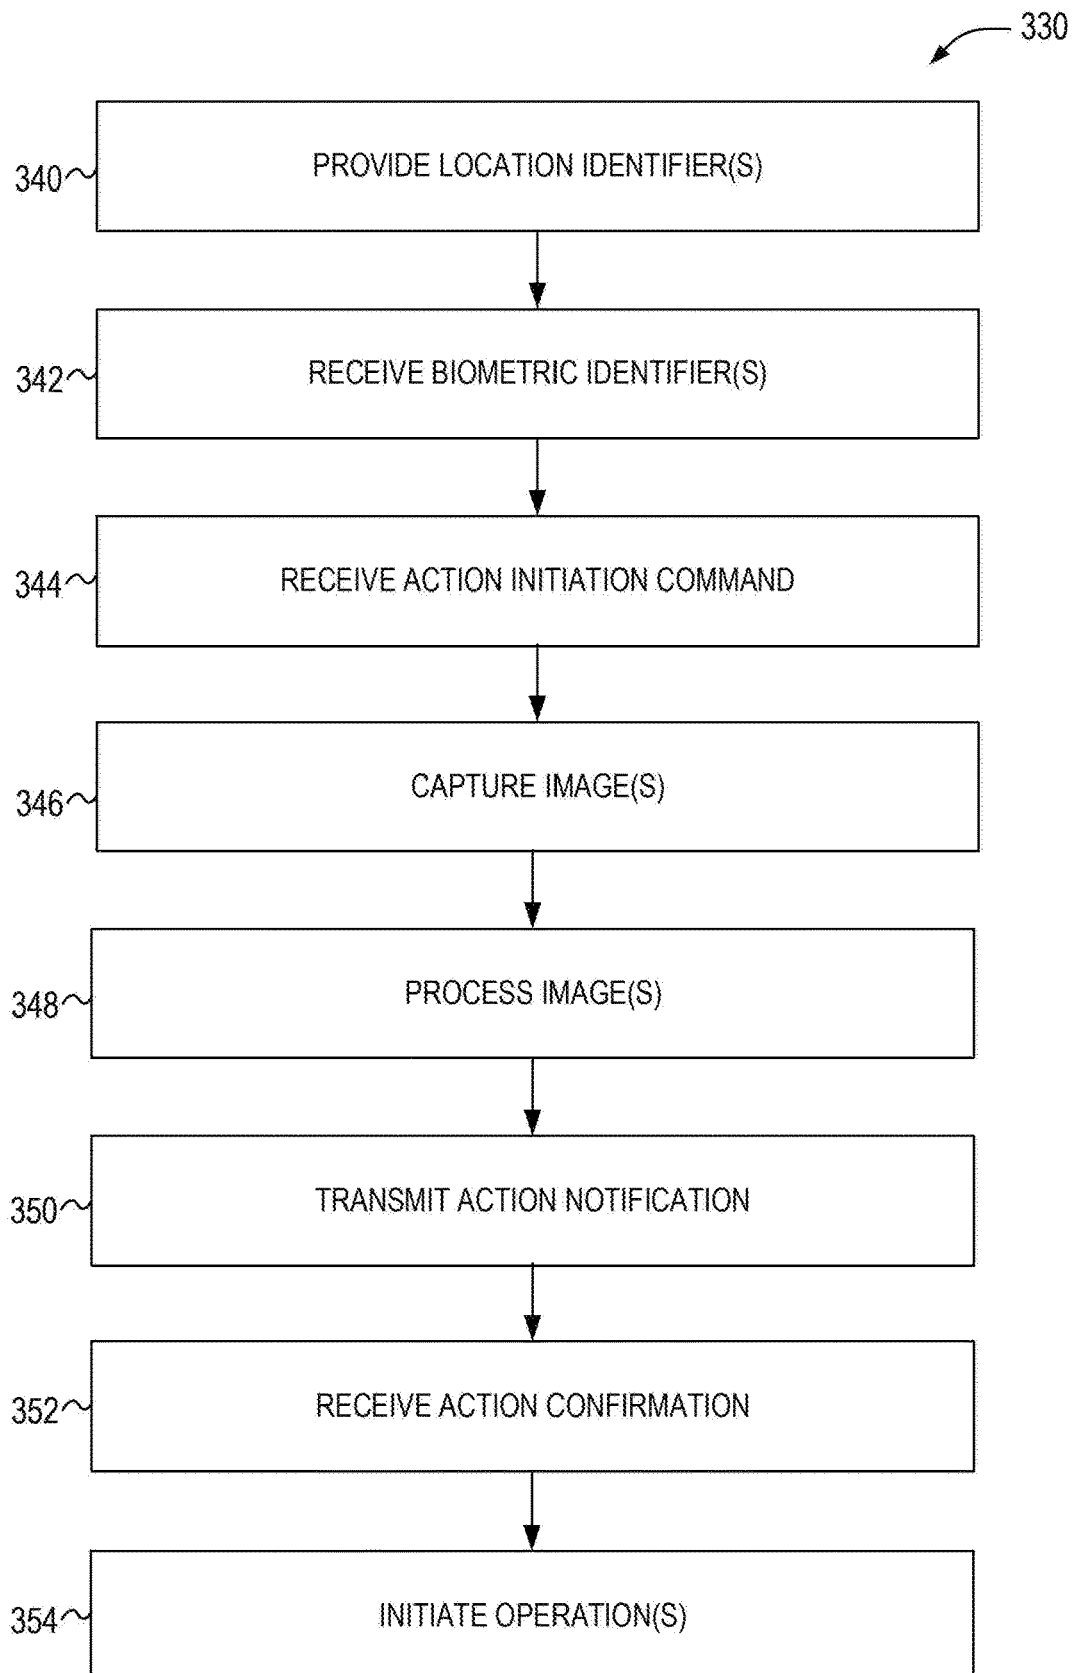 330
340 PROVIDE LOCATION IDENTIFIER(S)
342 RECEIVE BIOMETRIC IDENTIFIER(S)
344 RECEIVE ACTION INITIATION COMMAND
346 CAPTURE IMAGE(S)
348 PROCESS IMAGE(S)
350 TRANSMIT ACTION NOTIFICATION
352 RECEIVE ACTION CONFIRMATION
354 INITIATE OPERATION(S)